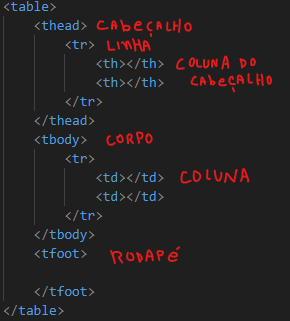 <table>
<thead> CABEÇALHO
<tr> LINHA
<th></th> COLUNA DO
<th></th> CABEÇALHO
</tr>
</thead>
<tbody> CORPO
<tr>
<td></td> COLUNA
<td></td>
</tr>
</tbody>
<tfoot> RODAPÉ
</tfoot>
</table>